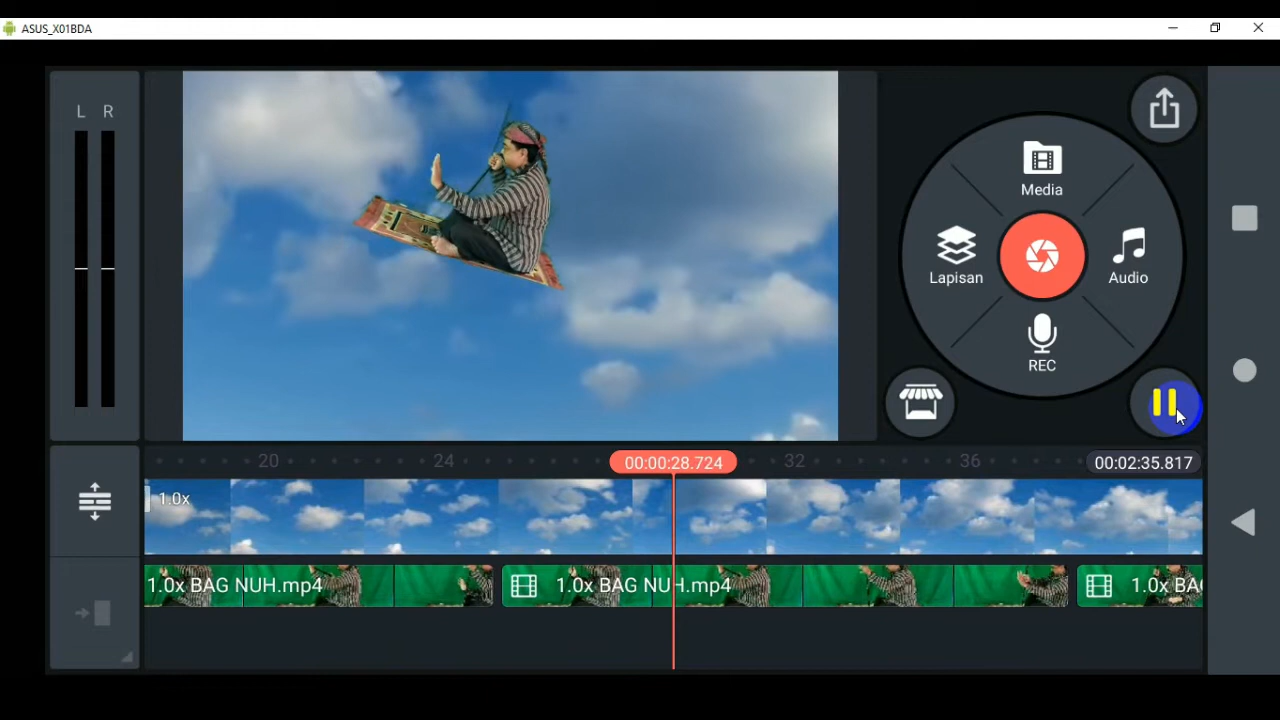 ASUS_X01BDA
L R
Media
Lapisan
Audio
REC
20 24 00:00:28.724 32 36 00:02:35.817
1.0x
1.0x BAG NUH.mp4 1.0x BAG NUH.mp4 1.0x BAG